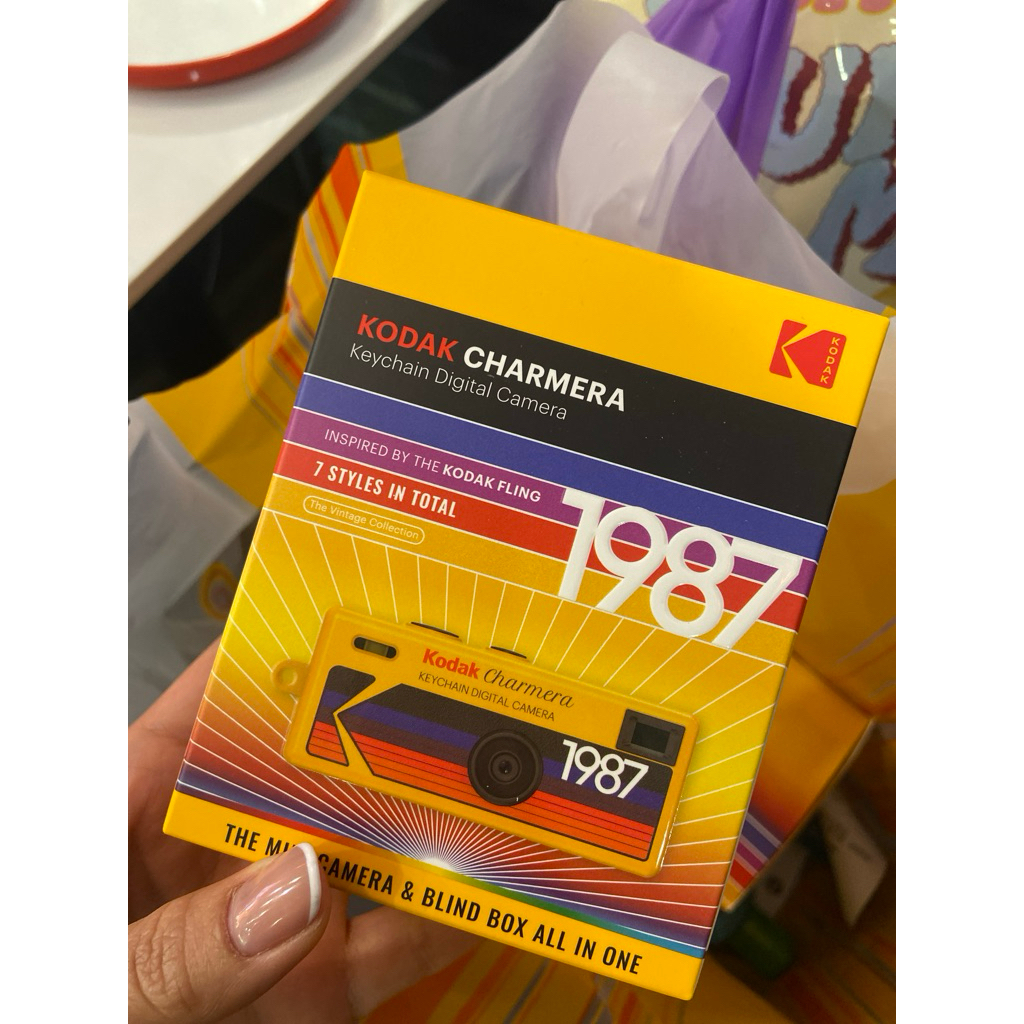 KODAK CHARMERA
KODAK
Keychain Digital Camera
INSPIRED BY THE KODAK FLING
7 STYLES IN TOTAL
1987
The Vintage Collection
Kodak Charmera
KEYCHAIN DIGITAL CAMERA
1987
THE CAMERA & BLIND BOX ALL IN ONE